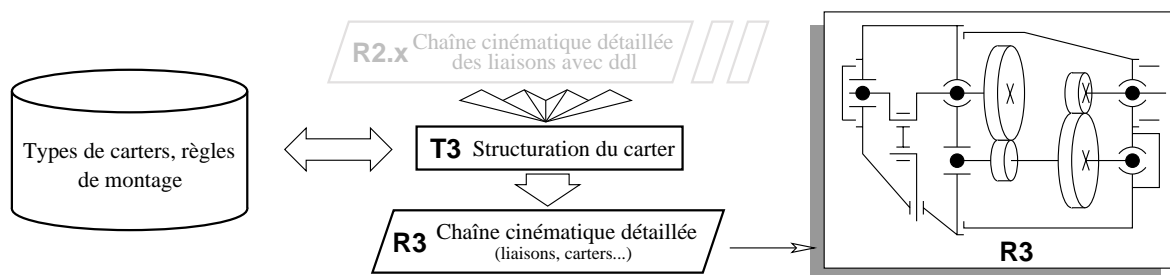 R2.x Chaîne cinématique détaillée
des liaisons avec ddl
Types de carters, règles
de montage
T3 Structuration du carter
R3 Chaîne cinématique détaillée
(liaisons, carters...)
R3